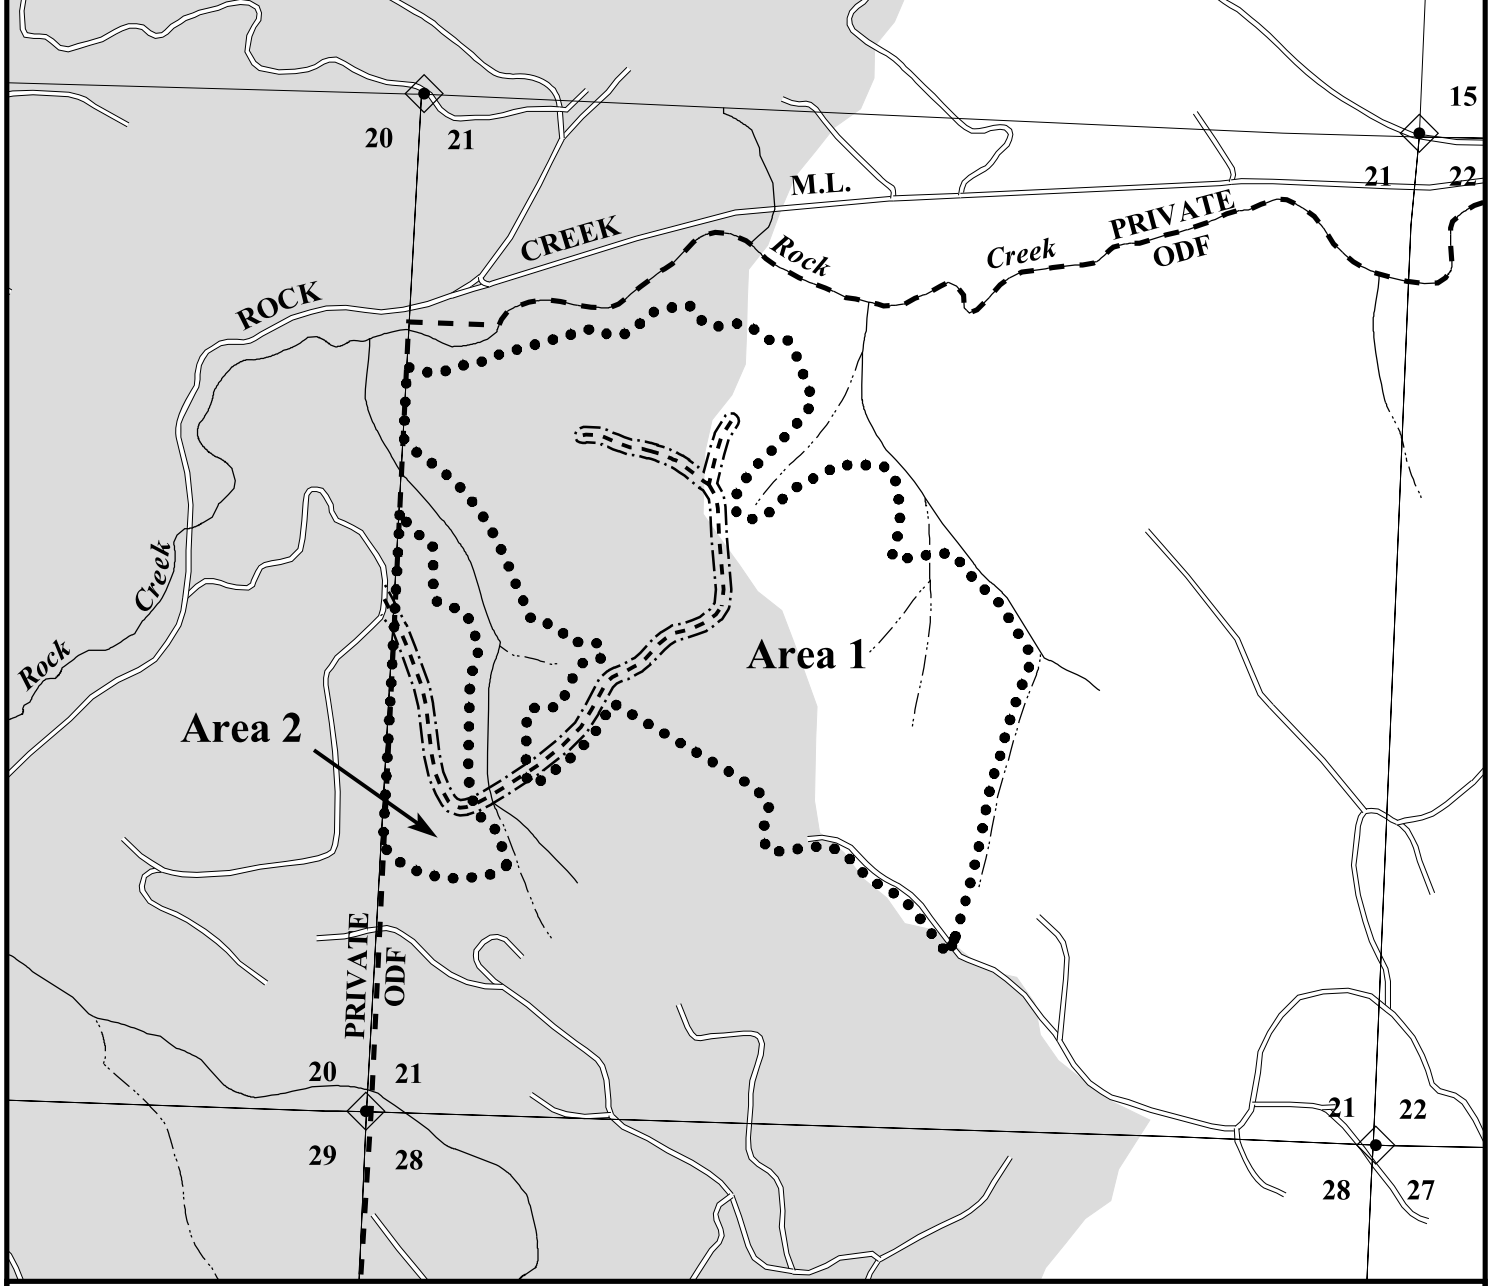 15
20
21
21
22
M.L.
PRIVATE
ODF
CREEK
Rock
Creek
ROCK
Creek
Rock
Area 1
Area 2
PRIVATE
ODF
20
21
21
22
29
28
28
27